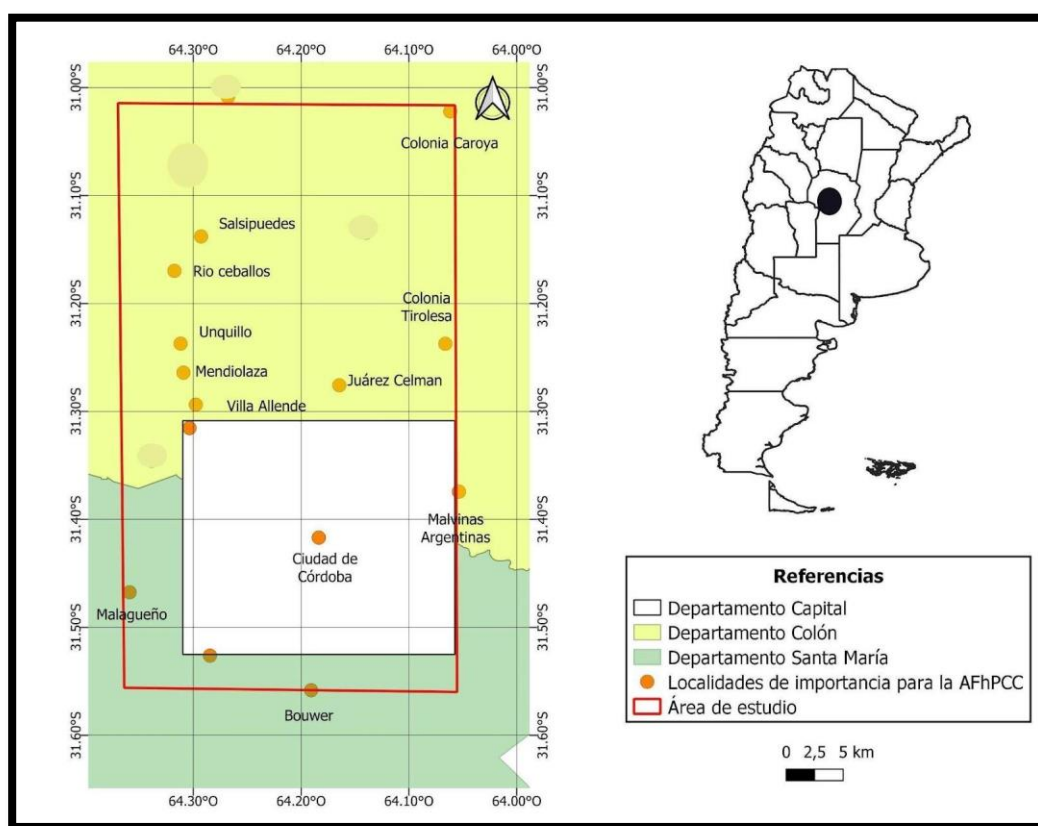 64.30°O 64.20°O 64.10°O 64.00°O
31.00°S
31.10°S
31.20°S
31.30°S
31.40°S
31.50°S
31.60°S
Colonia Caroya
Salsipuedes
Rio ceballos
Colonia
Tirolesa
Unquillo
Mendiolaza
Juárez Celman
Villa Allende
Malvinas
Argentinas
Ciudad de
Córdoba
Malagueño
Bouwer
31.00°S
31.10°S
31.20°S
31.30°S
31.40°S
31.50°S
31.60°S
64.30°O 64.20°O 64.10°O 64.00°O
Referencias
Departamento Capital
Departamento Colón
Departamento Santa María
Localidades de importancia para la AFhPCC
Área de estudio
0 2,5 5 km